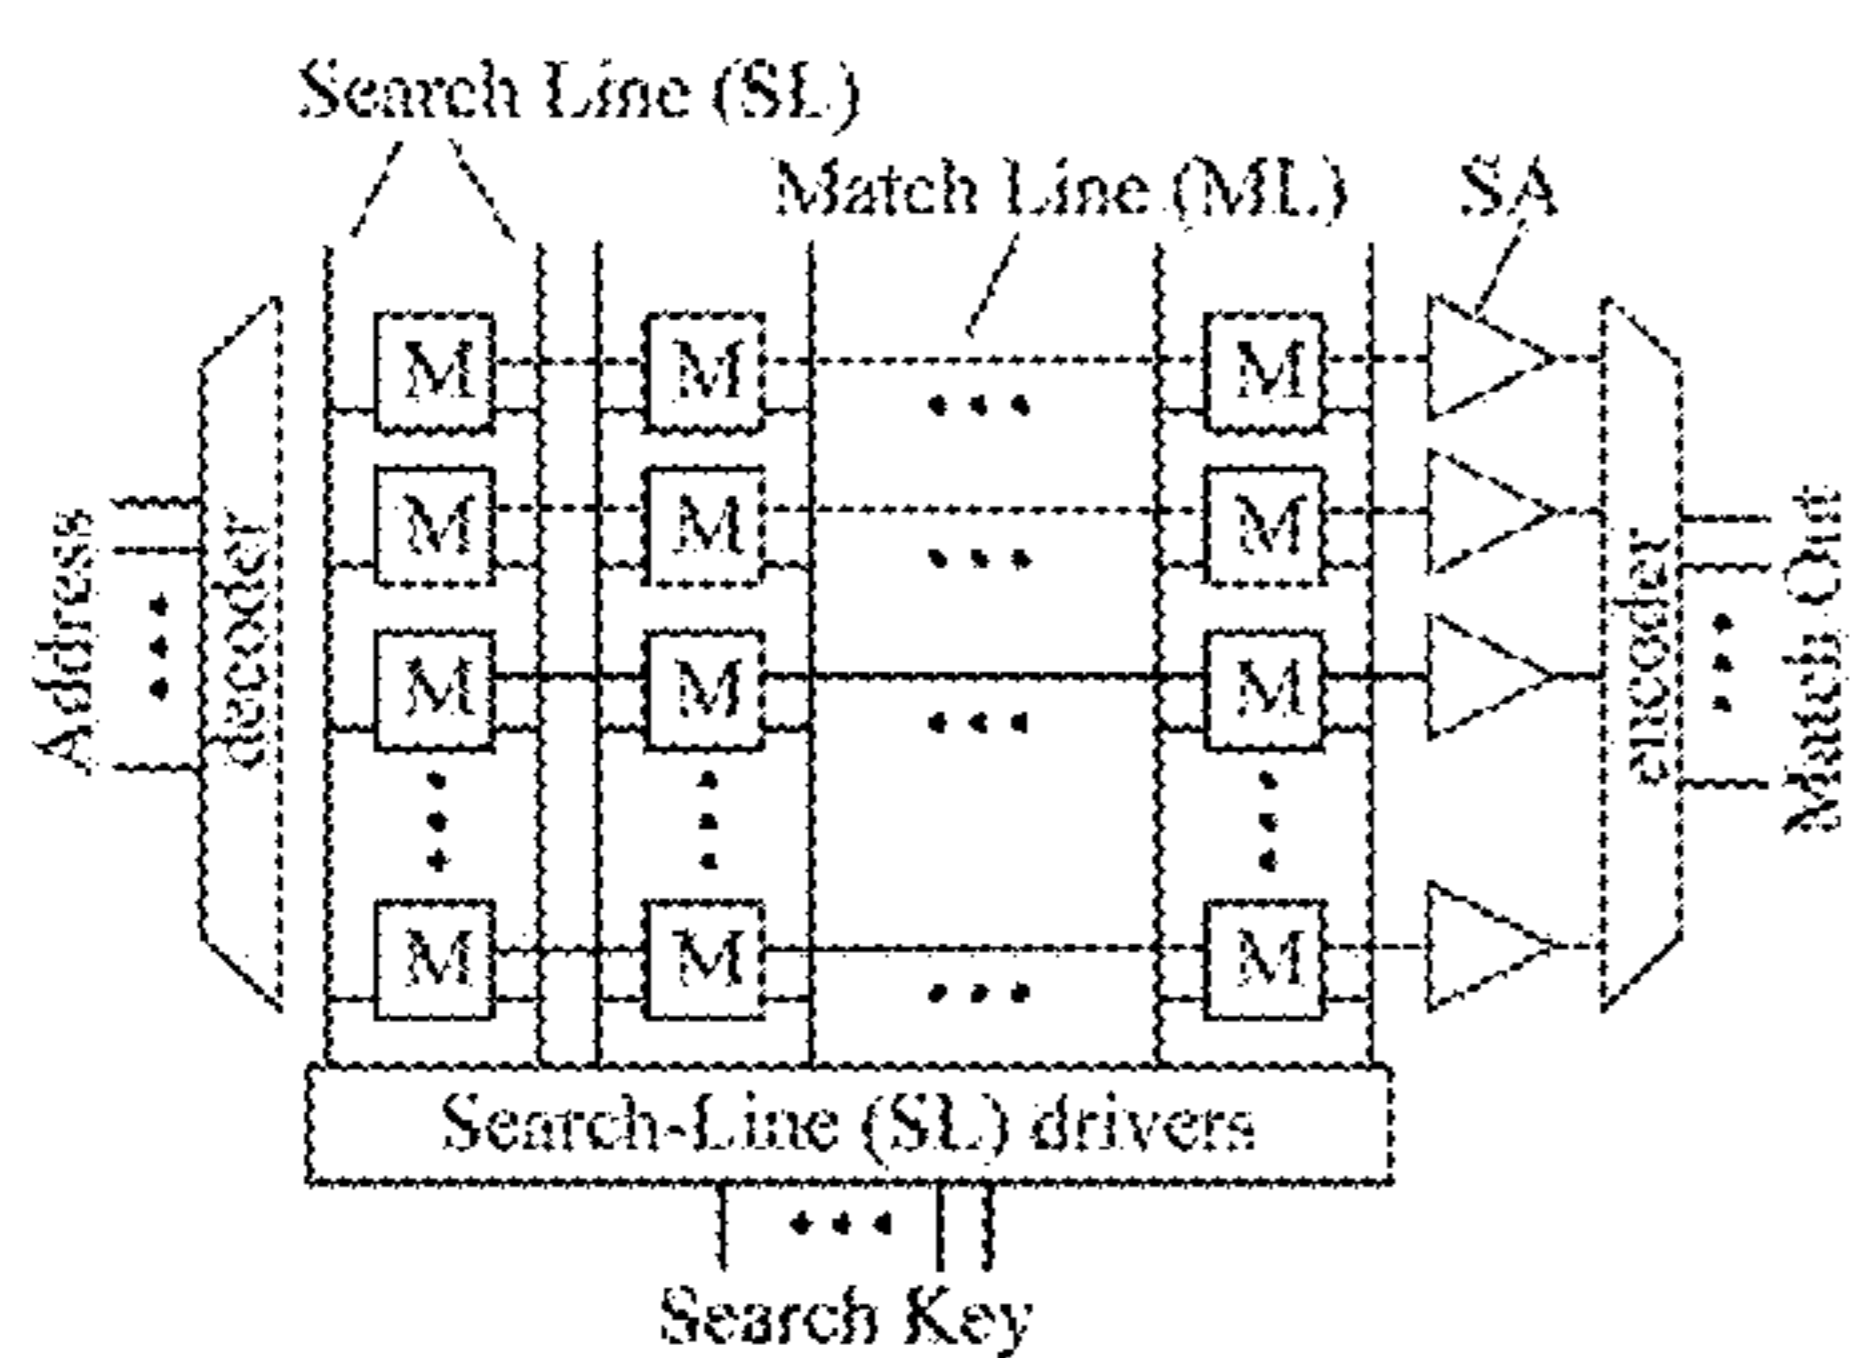 Search Line (SL)
Match Line (ML)
SA
M M M
M M M
M M M
M M M
Address
decoder
encoder
Match Out
Search-Line (SL) drivers
Search Key